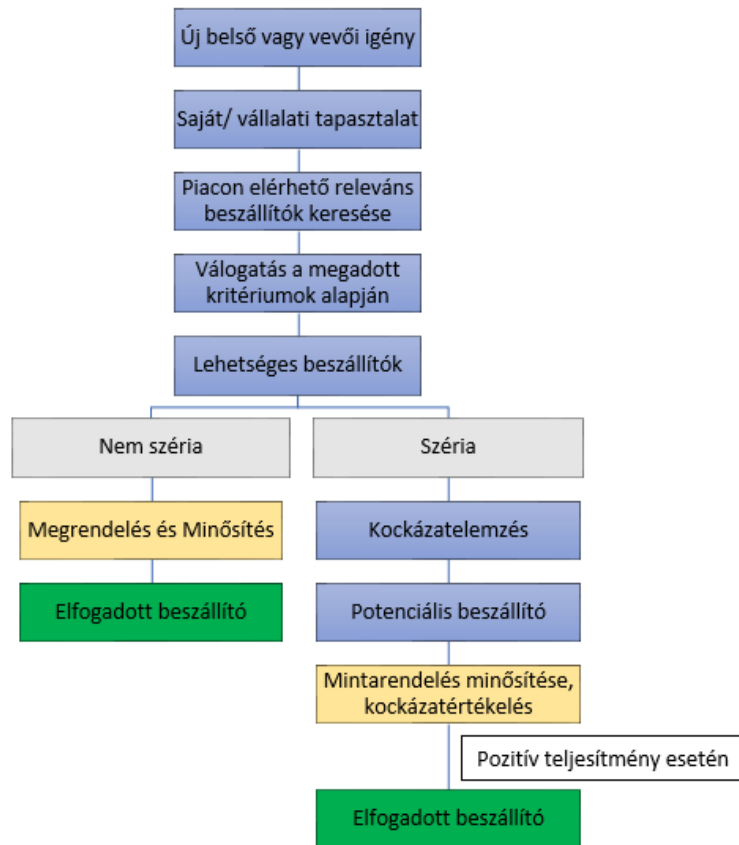 Új belső vagy vevői igény
Saját/ vállalati tapasztalat
Piacon elérhető releváns
beszállítók keresése
Válogatás a megadott
kritériumok alapján
Lehetséges beszállítók
Nem széria
Széria
Megrendelés és Minősítés
Kockázatelemzés
Elfogadott beszállító
Potenciális beszállító
Mintarendelés minősítése,
kockázatértékelés
Pozitív teljesítmény esetén
Elfogadott beszállító